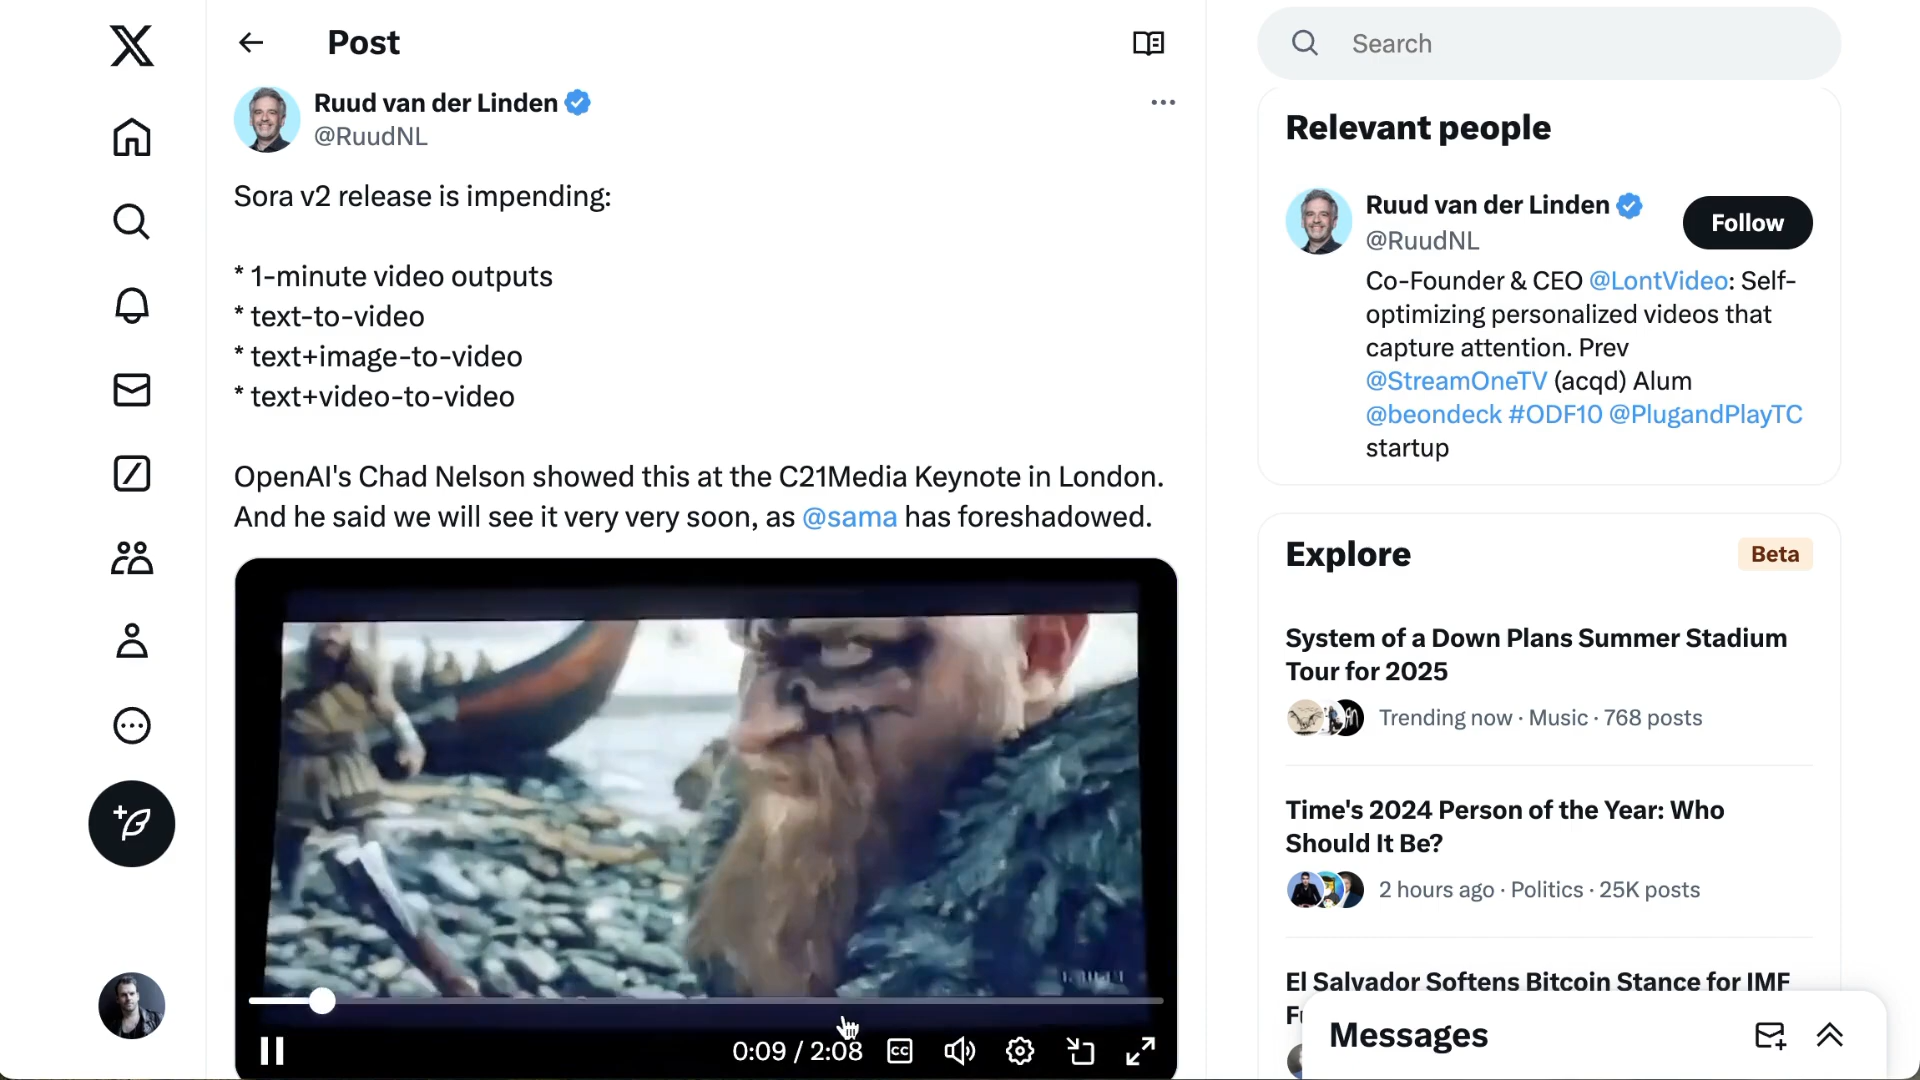 Post
Ruud van der Linden
@RuudNL
Sora v2 release is impending:
* 1-minute video outputs
* text-to-video
* text+image-to-video
* text+video-to-video
OpenAI's Chad Nelson showed this at the C21Media Keynote in London.
And he said we will see it very very soon, as @sama has foreshadowed.
0:09 / 2:08
CC
Search
Relevant people
Ruud van der Linden
@RuudNL
Follow
Co-Founder & CEO @LontVideo: Self-
optimizing personalized videos that
capture attention. Prev
@StreamOneTV (acqd) Alum
@beondeck #ODF10 @PlugandPlayTC
startup
Explore
Beta
System of a Down Plans Summer Stadium
Tour for 2025
Trending now · Music · 768 posts
Time's 2024 Person of the Year: Who
Should It Be?
2 hours ago · Politics · 25K posts
El Salvador Softens Bitcoin Stance for IMF
Messages